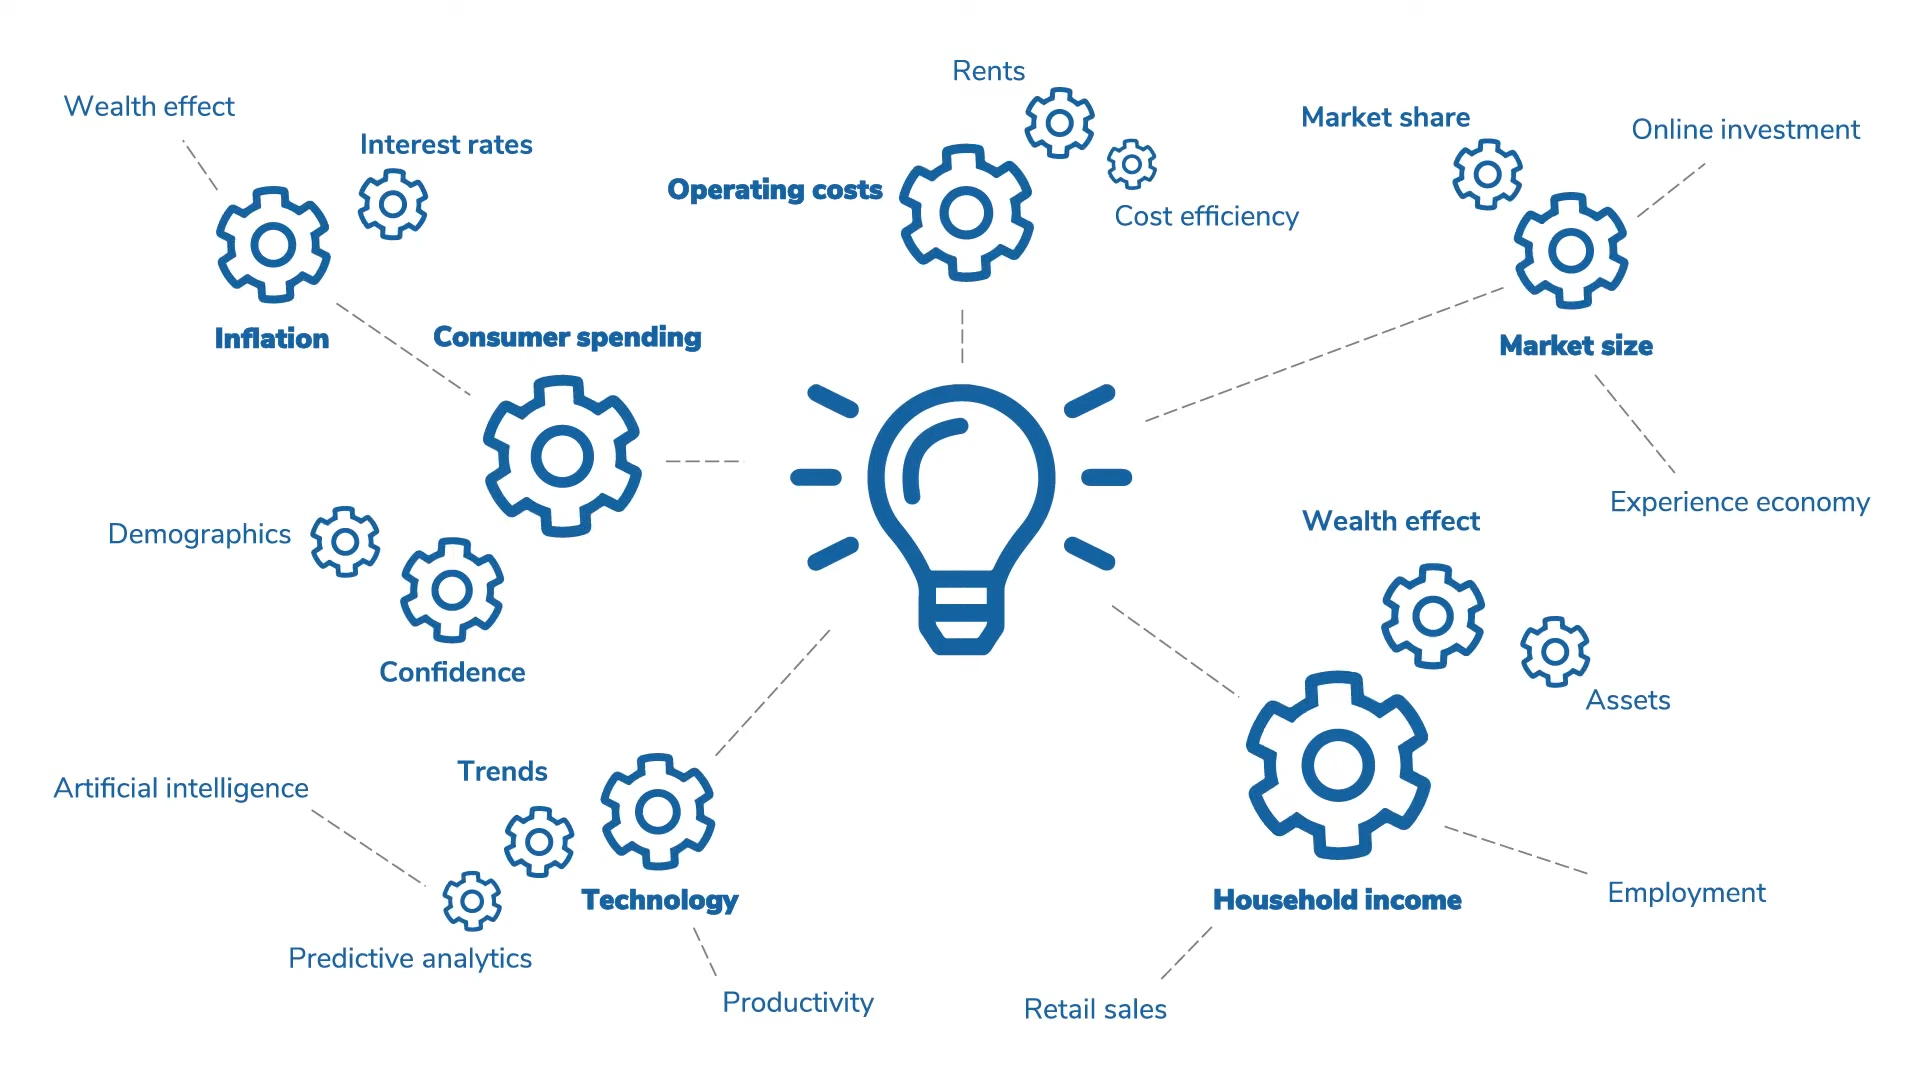 Rents
Wealth effect
Market share
Online investment
Interest rates
Operating costs
Cost efficiency
Inflation
Consumer spending
Market size
Experience economy
Wealth effect
Demographics
Confidence
Assets
Trends
Artificial intelligence
Technology
Household income
Employment
Predictive analytics
Productivity
Retail sales